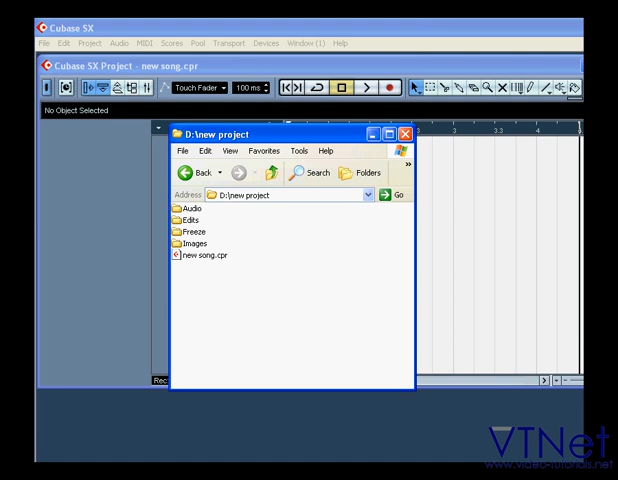 Cubase SX
File Edit Project Audio MIDI Scores Pool Transport Devices Window (1) Help
Cubase SX Project - new song.cpr
Touch Fader 100 ms
No Object Selected
D:\new project
3 3.3 4
File Edit View Favorites Tools Help
Back Search Folders
Address D:\new project Go
Audio
Edits
Freeze
Images
new song.cpr
Rec
VTNet
www.video-tutorials.net